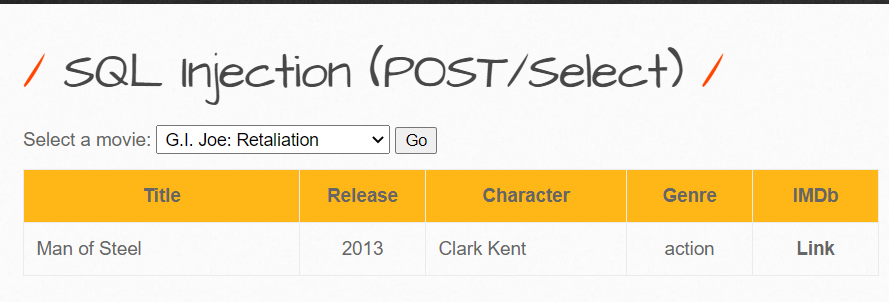 / SQL Injection (POST/Select) /
Select a movie: G.I. Joe: Retaliation Go
Title Release Character Genre IMDb
Man of Steel 2013 Clark Kent action Link